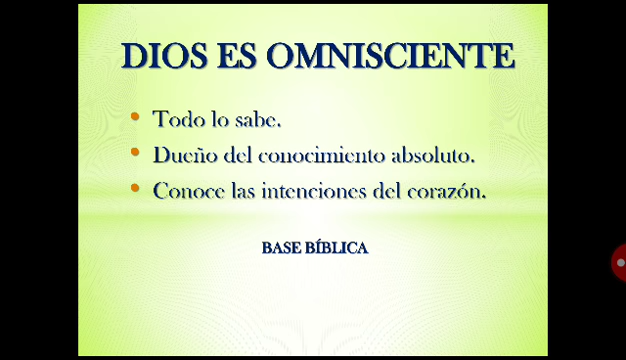 DIOS ES OMNISCIENTE
• Todo lo sabe.
• Dueño del conocimiento absoluto.
• Conoce las intenciones del corazón.
BASE BÍBLICA